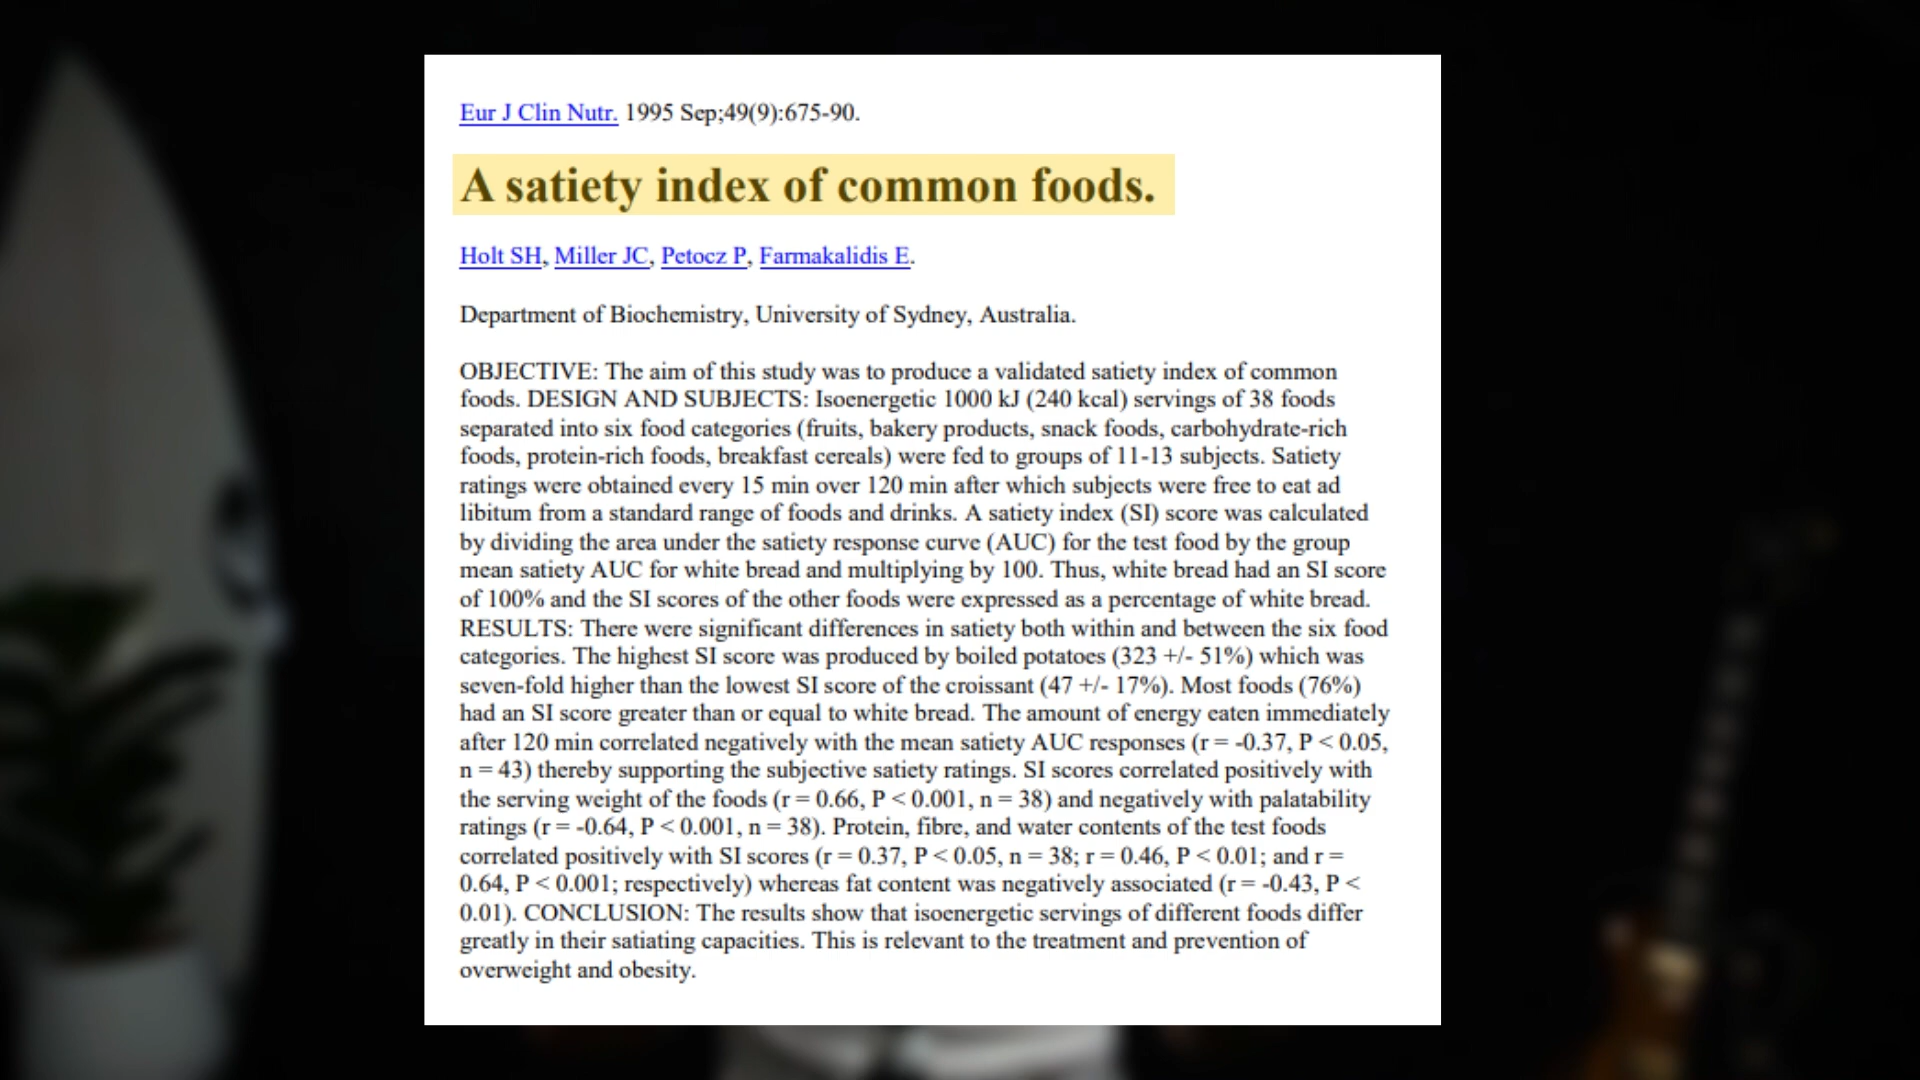 Eur J Clin Nutr. 1995 Sep;49(9):675-90.
A satiety index of common foods.
Holt SH, Miller JC, Petocz P, Farmakalidis E.
Department of Biochemistry, University of Sydney, Australia.
OBJECTIVE: The aim of this study was to produce a validated satiety index of common
foods. DESIGN AND SUBJECTS: Isoenergetic 1000 kJ (240 kcal) servings of 38 foods
separated into six food categories (fruits, bakery products, snack foods, carbohydrate-rich
foods, protein-rich foods, breakfast cereals) were fed to groups of 11-13 subjects. Satiety
ratings were obtained every 15 min over 120 min after which subjects were free to eat ad
libitum from a standard range of foods and drinks. A satiety index (SI) score was calculated
by dividing the area under the satiety response curve (AUC) for the test food by the group
mean satiety AUC for white bread and multiplying by 100. Thus, white bread had an SI score
of 100% and the SI scores of the other foods were expressed as a percentage of white bread.
RESULTS: There were significant differences in satiety both within and between the six food
categories. The highest SI score was produced by boiled potatoes (323 +/- 51%) which was
seven-fold higher than the lowest SI score of the croissant (47 +/- 17%). Most foods (76%)
had an SI score greater than or equal to white bread. The amount of energy eaten immediately
after 120 min correlated negatively with the mean satiety AUC responses (r = -0.37, P < 0.05,
n = 43) thereby supporting the subjective satiety ratings. SI scores correlated positively with
the serving weight of the foods (r = 0.66, P < 0.001, n = 38) and negatively with palatability
ratings (r = -0.64, P < 0.001, n = 38). Protein, fibre, and water contents of the test foods
correlated positively with SI scores (r = 0.37, P < 0.05, n = 38; r = 0.46, P < 0.01; and r =
0.64, P < 0.001; respectively) whereas fat content was negatively associated (r = -0.43, P <
0.01). CONCLUSION: The results show that isoenergetic servings of different foods differ
greatly in their satiating capacities. This is relevant to the treatment and prevention of
overweight and obesity.